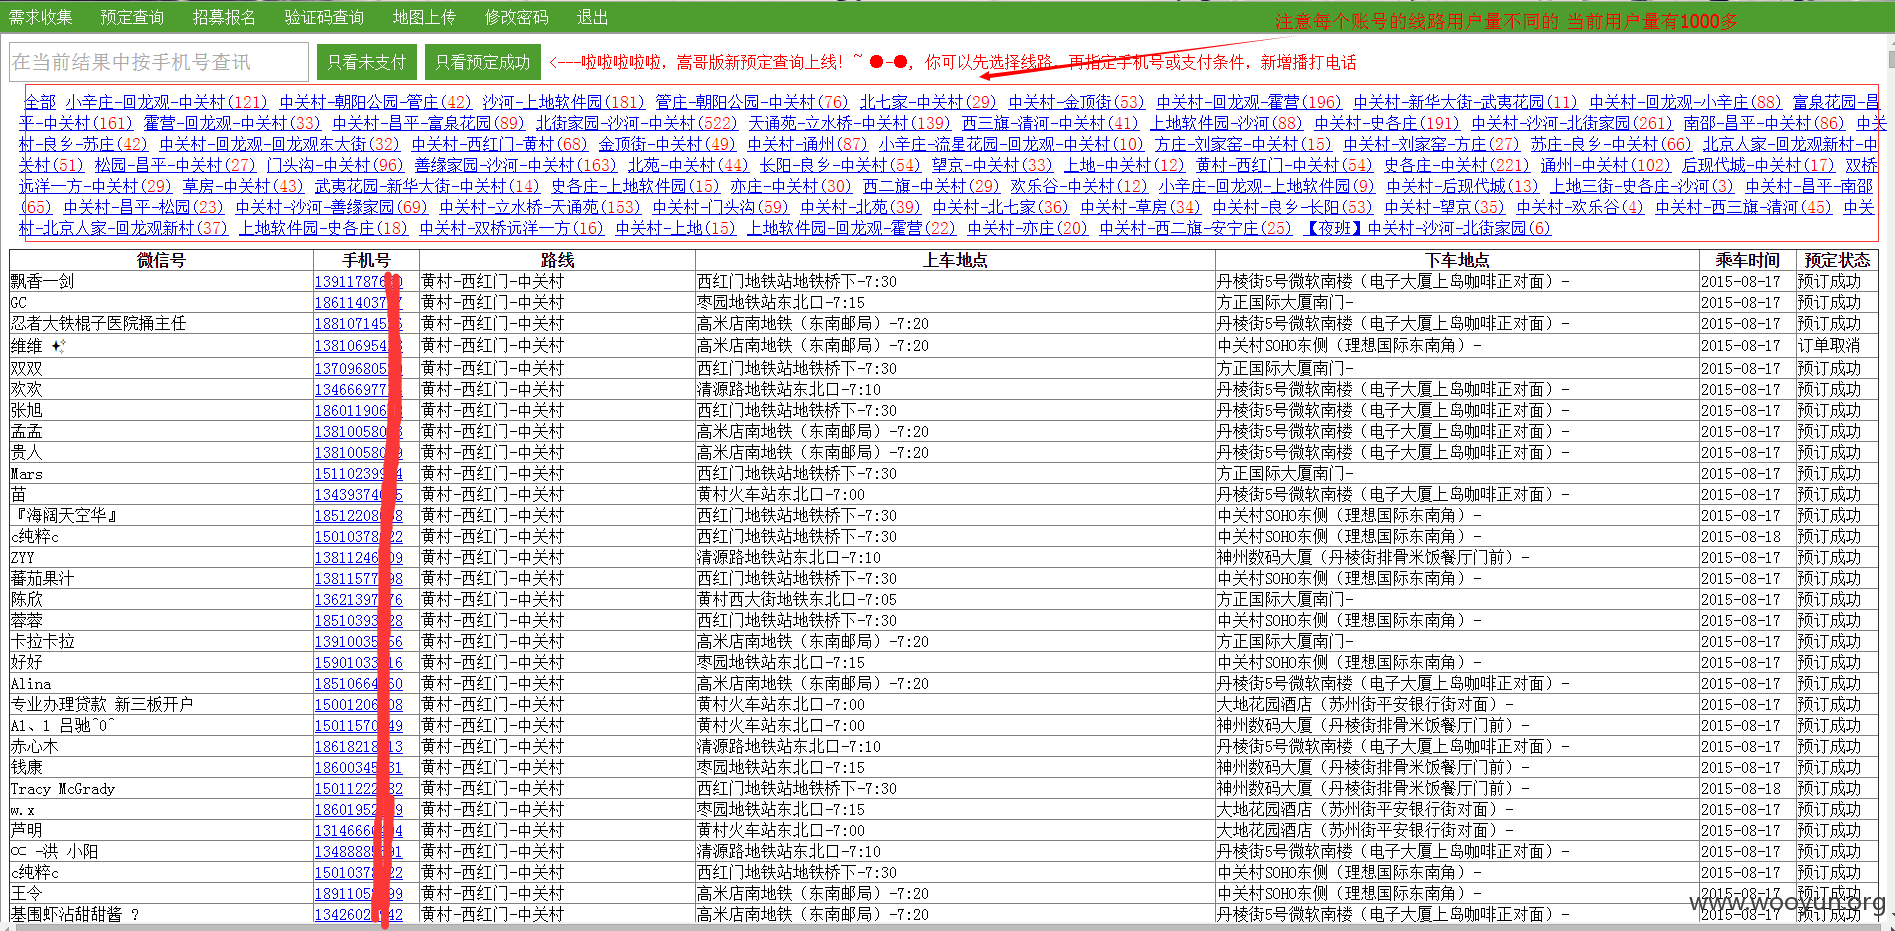 需求收集 预定查询 招募报名 验证码查询 地图上传 修改密码 退出
注意每个账号的线路用户量不同的 当前用户量有1000多
在当前结果中按手机号查讯 只看未支付 只看预定成功 <---啦啦啦啦啦，嵩哥版新预定查询上线！~ ●-●，你可以先选择线路，再指定手机号或支付条件，新增播打电话
全部 小辛庄-回龙观-中关村(121) 中关村-朝阳公园-管庄(42) 沙河-上地软件园(181) 管庄-朝阳公园-中关村(76) 北七家-中关村(29) 中关村-金顶街(53) 中关村-回龙观-霍营(196) 中关村-新华大街-武夷花园(11) 中关村-回龙观-小辛庄(88) 富泉花园-昌
平-中关村(161) 霍营-回龙观-中关村(33) 中关村-昌平-富泉花园(89) 北街家园-沙河-中关村(522) 天通苑-立水桥-中关村(139) 西三旗-清河-中关村(41) 上地软件园-沙河(88) 中关村-史各庄(191) 中关村-沙河-北街家园(261) 南邵-昌平-中关村(86) 中关
村-良乡-苏庄(42) 中关村-回龙观-回龙观东大街(32) 中关村-西红门-黄村(68) 金顶街-中关村(49) 中关村-通州(87) 小辛庄-流星花园-回龙观-中关村(10) 方庄-刘家窑-中关村(15) 中关村-刘家窑-方庄(27) 苏庄-良乡-中关村(66) 北京人家-回龙观新村-中
关村(51) 松园-昌平-中关村(27) 门头沟-中关村(96) 善缘家园-沙河-中关村(163) 北苑-中关村(44) 长阳-良乡-中关村(54) 望京-中关村(33) 上地-中关村(12) 黄村-西红门-中关村(54) 史各庄-中关村(221) 通州-中关村(102) 后现代城-中关村(17) 双桥
远洋一方-中关村(29) 草房-中关村(43) 武夷花园-新华大街-中关村(14) 史各庄-上地软件园(15) 亦庄-中关村(30) 西二旗-中关村(29) 欢乐谷-中关村(12) 小辛庄-回龙观-上地软件园(9) 中关村-后现代城(13) 上地三街-史各庄-沙河(3) 中关村-昌平-南邵
(65) 中关村-昌平-松园(23) 中关村-沙河-善缘家园(69) 中关村-立水桥-天通苑(153) 中关村-门头沟(59) 中关村-北苑(39) 中关村-北七家(36) 中关村-草房(34) 中关村-良乡-长阳(53) 中关村-望京(35) 中关村-欢乐谷(4) 中关村-西三旗-清河(45) 中关
村-北京人家-回龙观新村(37) 上地软件园-史各庄(18) 中关村-双桥远洋一方(16) 中关村-上地(15) 上地软件园-回龙观-霍营(22) 中关村-亦庄(20) 中关村-西二旗-安宁庄(25) 【夜班】中关村-沙河-北街家园(6)
微信号 手机号 路线 上车地点 下车地点 乘车时间 预定状态
飘香一剑 黄村-西红门-中关村 西红门地铁站地铁桥下-7:30 丹棱街5号微软南楼（电子大厦上岛咖啡正对面）- 2015-08-17 预订成功
GC 黄村-西红门-中关村 枣园地铁站东北口-7:15 方正国际大厦南门- 2015-08-17 预订成功
忍者大铁棍子医院捅主任 黄村-西红门-中关村 高米店南地铁（东南邮局）-7:20 丹棱街5号微软南楼（电子大厦上岛咖啡正对面）- 2015-08-17 预订成功
维维 ✨ 黄村-西红门-中关村 高米店南地铁（东南邮局）-7:20 中关村SOHO东侧（理想国际东南角）- 2015-08-17 订单取消
双双 黄村-西红门-中关村 西红门地铁站地铁桥下-7:30 方正国际大厦南门- 2015-08-17 预订成功
欢欢 黄村-西红门-中关村 清源路地铁站东北口-7:10 丹棱街5号微软南楼（电子大厦上岛咖啡正对面）- 2015-08-17 预订成功
张旭 黄村-西红门-中关村 西红门地铁站地铁桥下-7:30 丹棱街5号微软南楼（电子大厦上岛咖啡正对面）- 2015-08-17 预订成功
孟孟 黄村-西红门-中关村 高米店南地铁（东南邮局）-7:20 丹棱街5号微软南楼（电子大厦上岛咖啡正对面）- 2015-08-17 预订成功
贵人 黄村-西红门-中关村 高米店南地铁（东南邮局）-7:20 丹棱街5号微软南楼（电子大厦上岛咖啡正对面）- 2015-08-17 预订成功
Mars 黄村-西红门-中关村 西红门地铁站地铁桥下-7:30 方正国际大厦南门- 2015-08-17 预订成功
苗 黄村-西红门-中关村 黄村火车站东北口-7:00 丹棱街5号微软南楼（电子大厦上岛咖啡正对面）- 2015-08-17 预订成功
『海阔天空华』 黄村-西红门-中关村 西红门地铁站地铁桥下-7:30 中关村SOHO东侧（理想国际东南角）- 2015-08-17 预订成功
c纯粹c 黄村-西红门-中关村 西红门地铁站地铁桥下-7:30 中关村SOHO东侧（理想国际东南角）- 2015-08-18 预订成功
ZYY 黄村-西红门-中关村 清源路地铁站东北口-7:10 神州数码大厦（丹棱街排骨米饭餐厅门前）- 2015-08-17 预订成功
蕃茄果汁 黄村-西红门-中关村 西红门地铁站地铁桥下-7:30 中关村SOHO东侧（理想国际东南角）- 2015-08-17 预订成功
陈欣 黄村-西红门-中关村 黄村西大街地铁东北口-7:05 方正国际大厦南门- 2015-08-17 预订成功
蓉蓉 黄村-西红门-中关村 西红门地铁站地铁桥下-7:30 中关村SOHO东侧（理想国际东南角）- 2015-08-17 预订成功
卡拉卡拉 黄村-西红门-中关村 高米店南地铁（东南邮局）-7:20 方正国际大厦南门- 2015-08-17 预订成功
好好 黄村-西红门-中关村 枣园地铁站东北口-7:15 中关村SOHO东侧（理想国际东南角）- 2015-08-17 预订成功
Alina 黄村-西红门-中关村 高米店南地铁（东南邮局）-7:20 丹棱街5号微软南楼（电子大厦上岛咖啡正对面）- 2015-08-17 预订成功
专业办理贷款 新三板开户 黄村-西红门-中关村 黄村火车站东北口-7:00 大地花园酒店（苏州街平安银行街对面）- 2015-08-17 预订成功
A1、1 吕驰^0^ 黄村-西红门-中关村 黄村火车站东北口-7:00 神州数码大厦（丹棱街排骨米饭餐厅门前）- 2015-08-17 预订成功
赤心木 黄村-西红门-中关村 清源路地铁站东北口-7:10 丹棱街5号微软南楼（电子大厦上岛咖啡正对面）- 2015-08-17 预订成功
钱康 黄村-西红门-中关村 枣园地铁站东北口-7:15 神州数码大厦（丹棱街排骨米饭餐厅门前）- 2015-08-17 预订成功
Tracy McGrady 黄村-西红门-中关村 西红门地铁站地铁桥下-7:30 神州数码大厦（丹棱街排骨米饭餐厅门前）- 2015-08-18 预订成功
w.x 黄村-西红门-中关村 枣园地铁站东北口-7:15 大地花园酒店（苏州街平安银行街对面）- 2015-08-17 预订成功
芦明 黄村-西红门-中关村 黄村火车站东北口-7:00 大地花园酒店（苏州街平安银行街对面）- 2015-08-17 预订成功
-洪 小阳 黄村-西红门-中关村 清源路地铁站东北口-7:10 丹棱街5号微软南楼（电子大厦上岛咖啡正对面）- 2015-08-17 预订成功
c纯粹c 黄村-西红门-中关村 西红门地铁站地铁桥下-7:30 中关村SOHO东侧（理想国际东南角）- 2015-08-17 预订成功
王令 黄村-西红门-中关村 高米店南地铁（东南邮局）-7:20 中关村SOHO东侧（理想国际东南角）- 2015-08-17 预订成功
基围虾沾甜甜酱 ? 黄村-西红门-中关村 高米店南地铁（东南邮局）-7:20 丹棱街5号微软南楼（电子大厦上岛咖啡正对面）- 2015-08-17 预订成功
www.wooyun.org